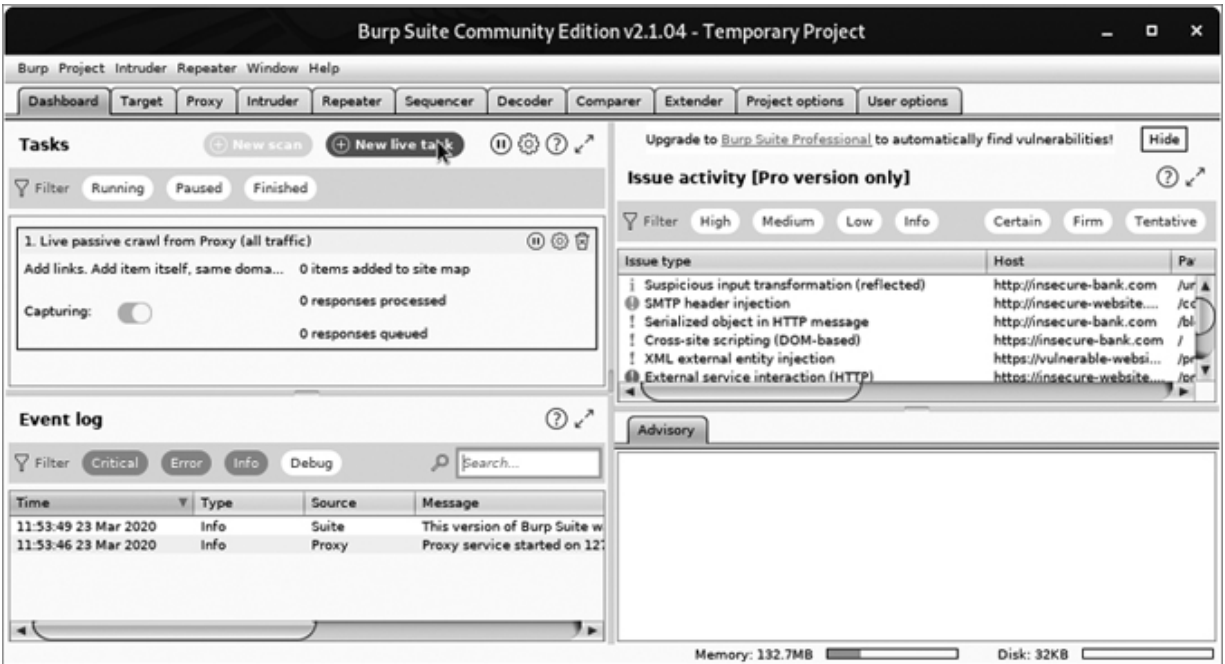 Burp Suite Community Edition v2.1.04 - Temporary Project
Burp Project Intruder Repeater Window Help
Dashboard Target Proxy Intruder Repeater Sequencer Decoder Comparer Extender Project options User options
Tasks
New scan
New live task
Filter Running Paused Finished
1. Live passive crawl from Proxy (all traffic)
Add links. Add item itself, same doma... 0 items added to site map
0 responses processed
Capturing:
0 responses queued
Event log
Filter Critical Error Info Debug Search...
Time Type Source Message
11:53:49 23 Mar 2020 Info Suite This version of Burp Suite w
11:53:46 23 Mar 2020 Info Proxy Proxy service started on 127
Upgrade to Burp Suite Professional to automatically find vulnerabilities! Hide
Issue activity [Pro version only]
Filter High Medium Low Info Certain Firm Tentative
Issue type Host Pa
Suspicious input transformation (reflected) http://insecure-bank.com /ur
SMTP header injection http://insecure-website.... /cc
Serialized object in HTTP message http://insecure-bank.com /bl
Cross-site scripting (DOM-based) https://insecure-bank.com /
XML external entity injection https://vulnerable-websi... /pr
External service interaction (HTTP) https://insecure-website.... /pr
Advisory
Memory: 132.7MB Disk: 32KB